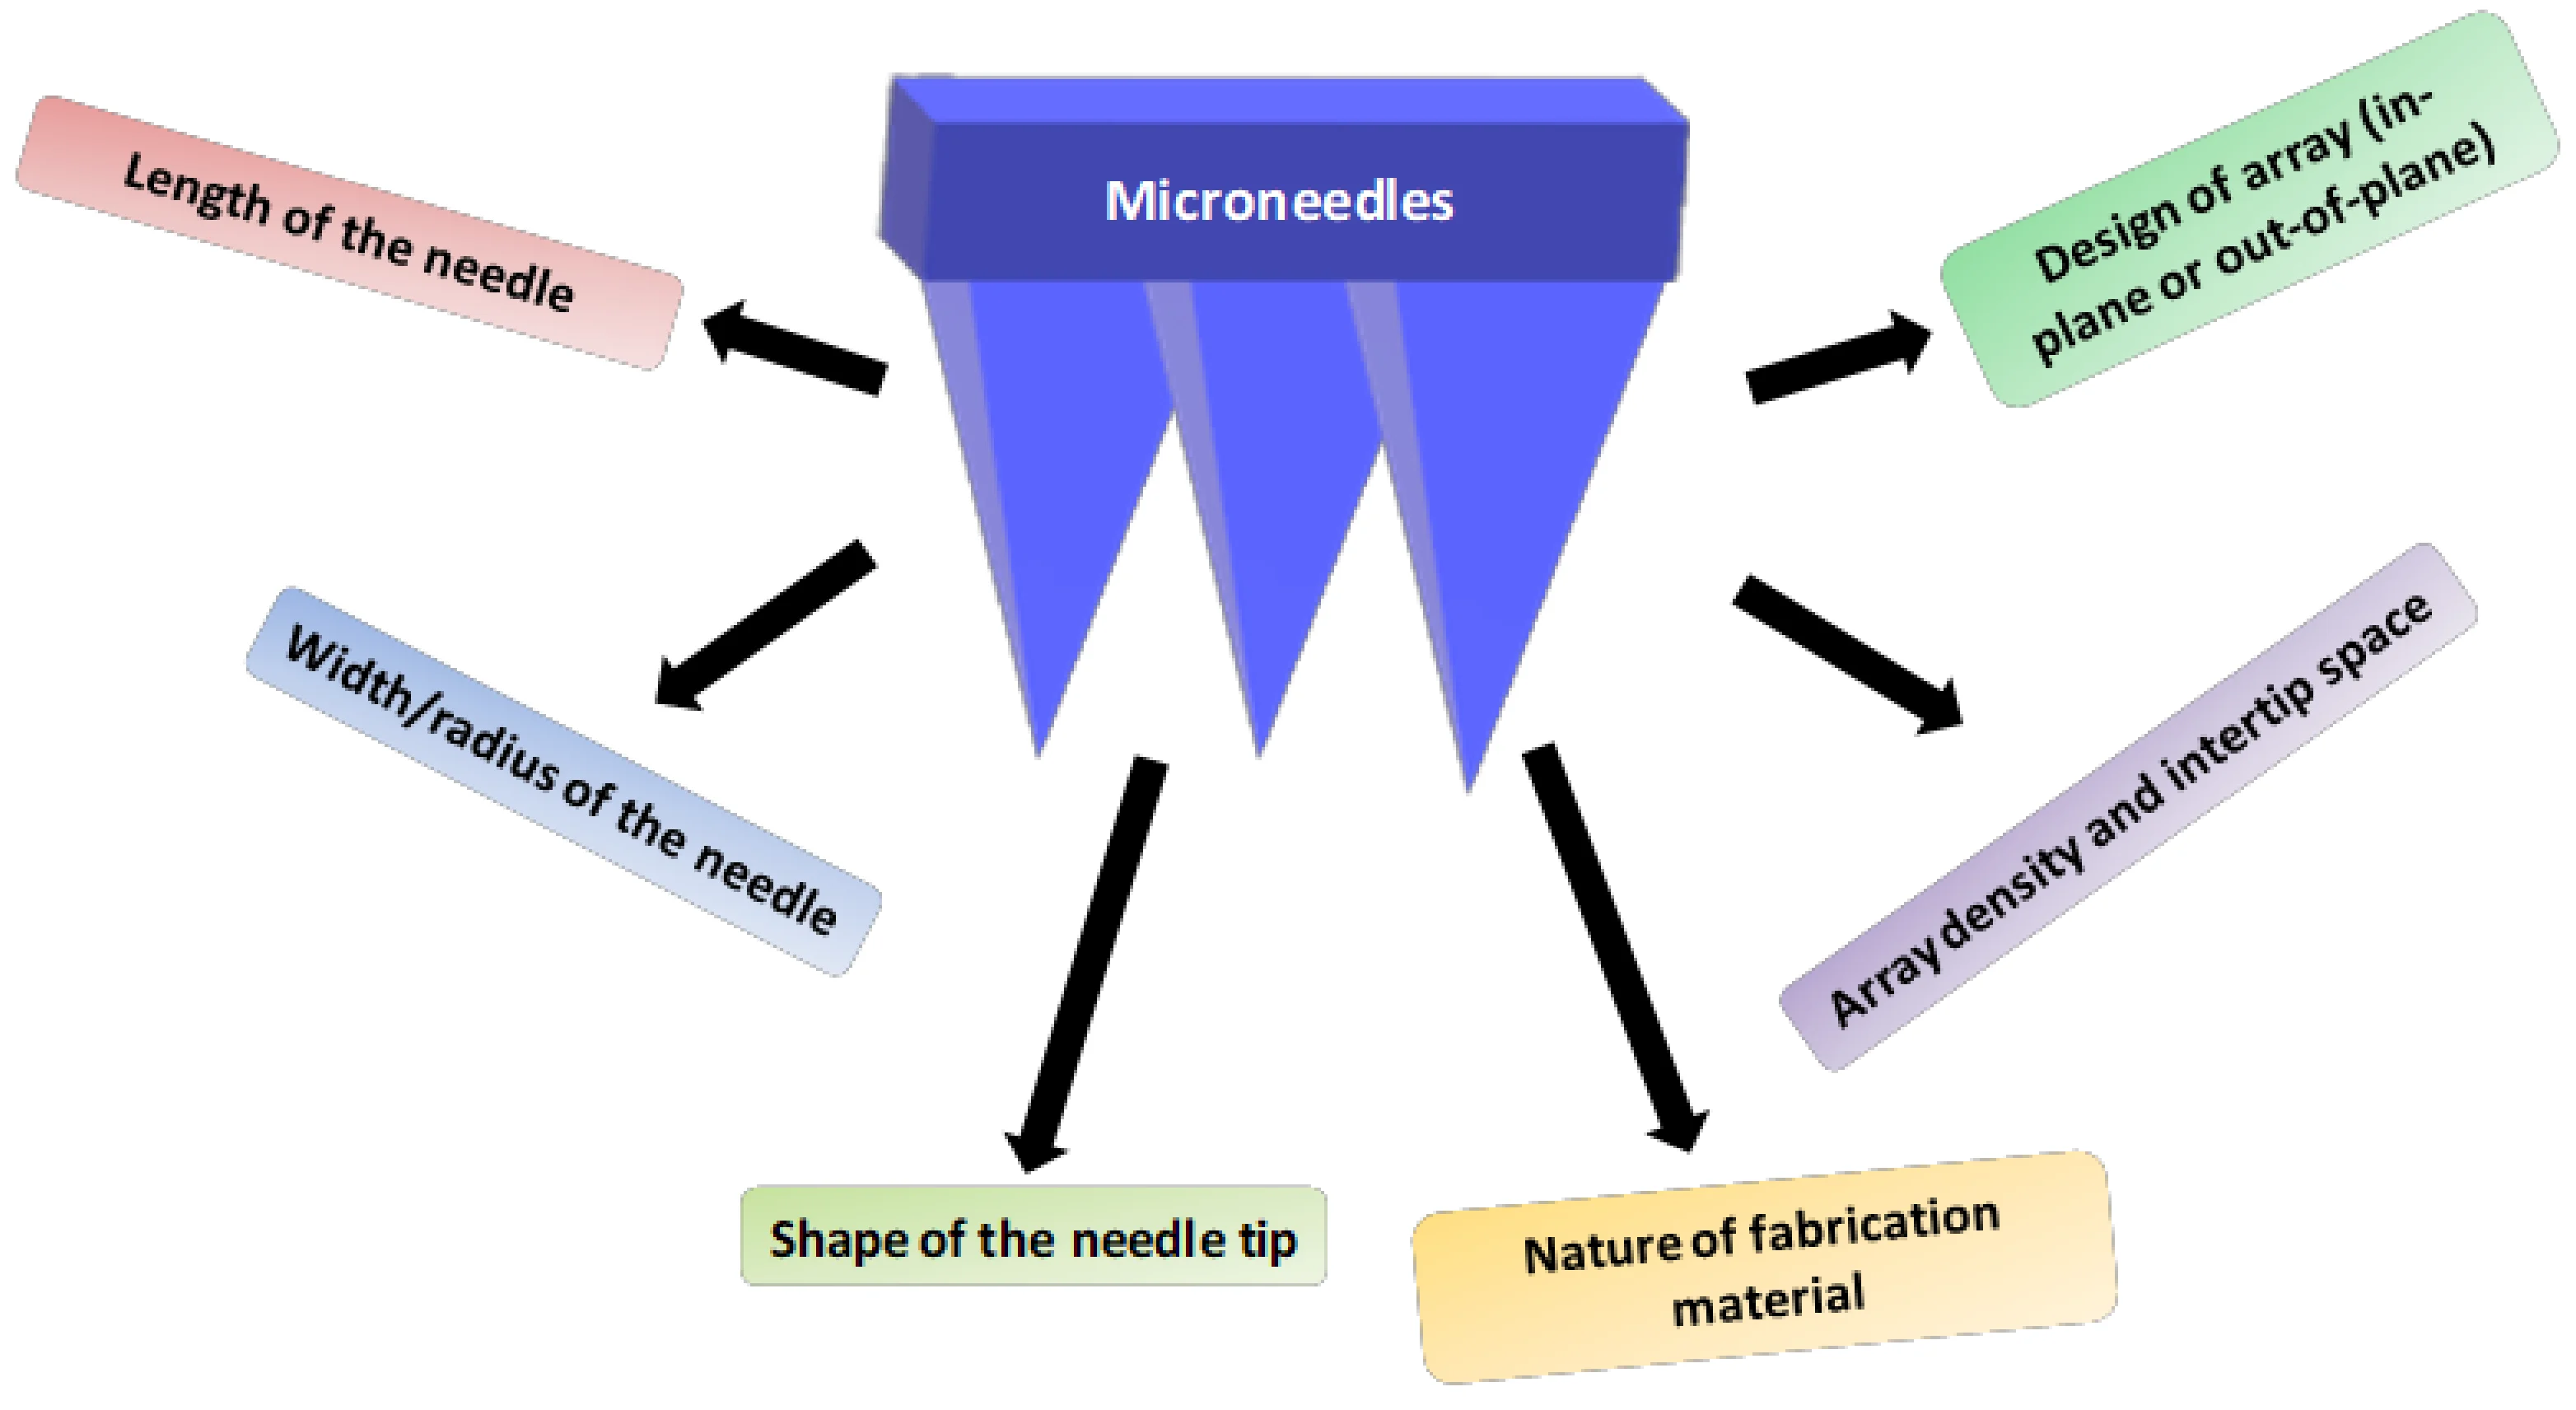 Microneedles
Length of the needle
Design of array (in-
plane or out-of-plane)
Width/radius of the needle
Array density and intertip space
Shape of the needle tip
Nature of fabrication
material